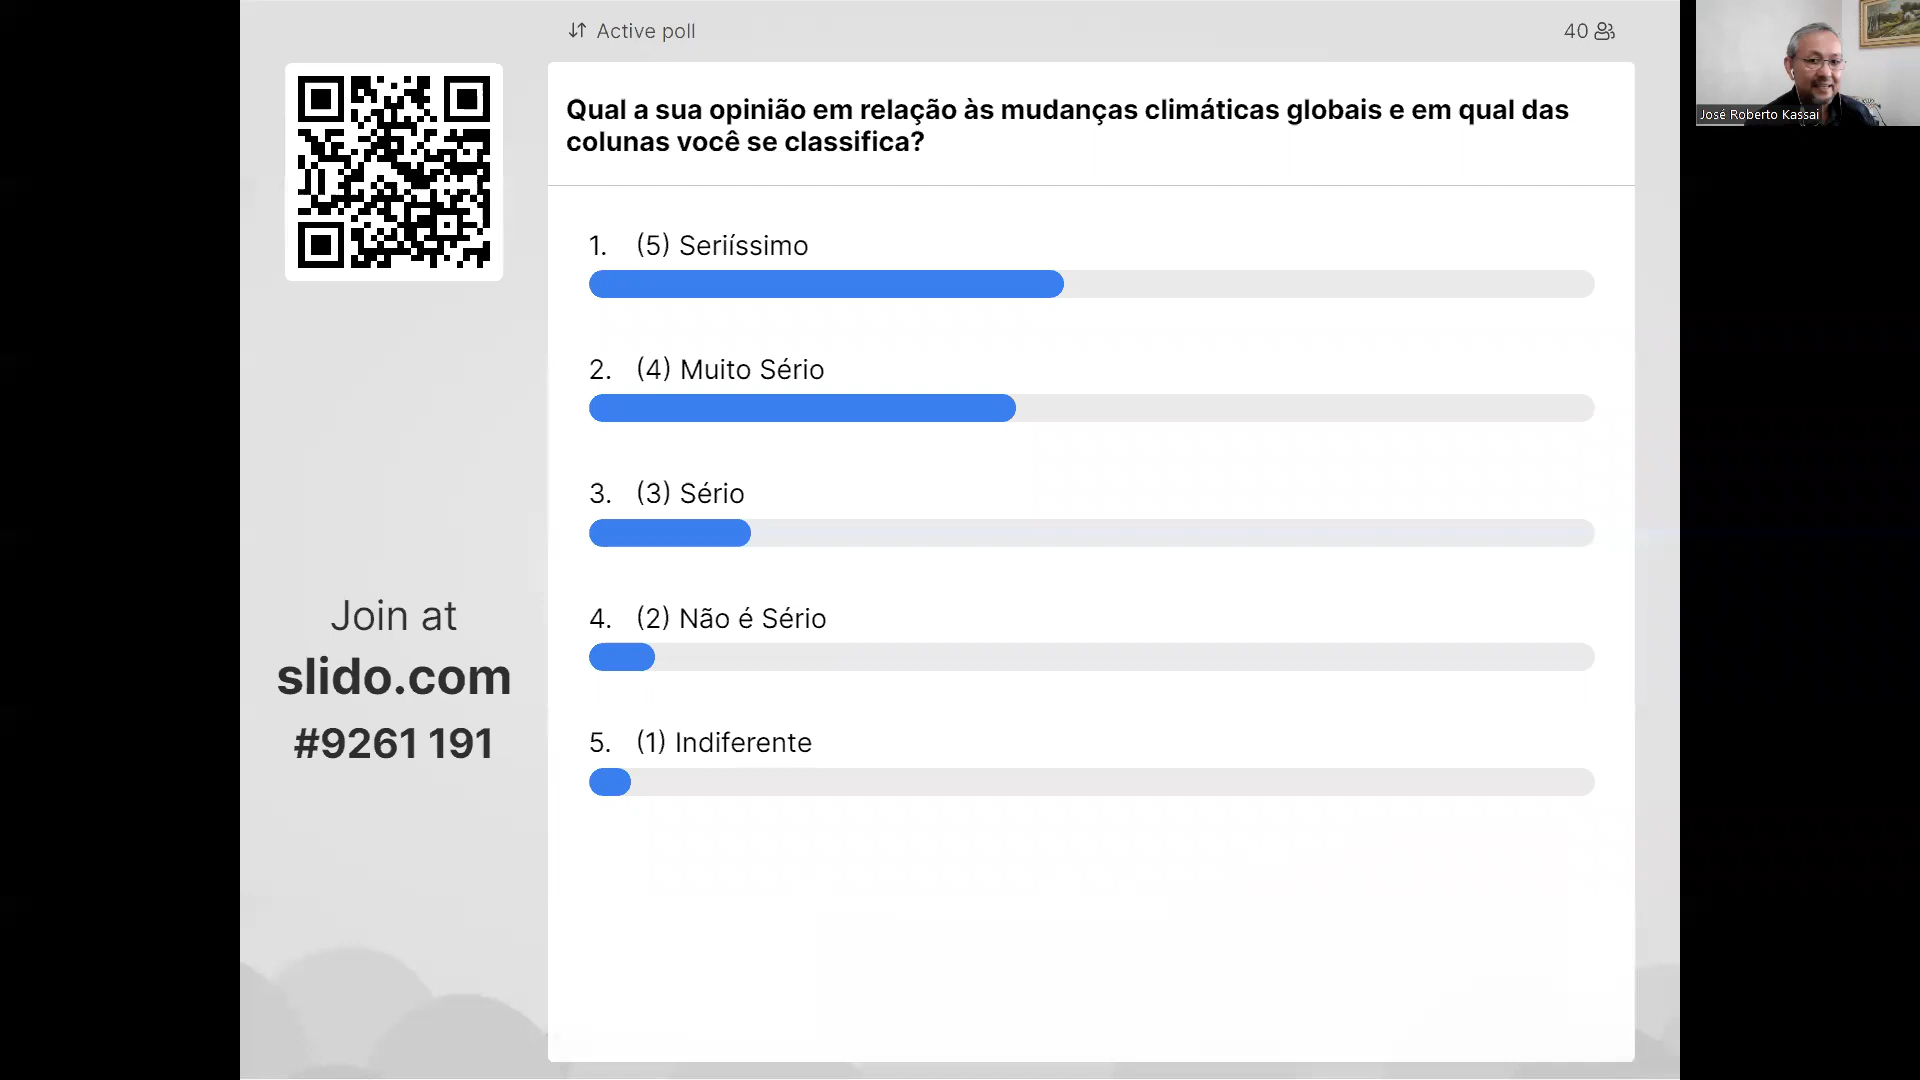 Active poll
40
Qual a sua opinião em relação às mudanças climáticas globais e em qual das
colunas você se classifica?
1. (5) Seriíssimo
2. (4) Muito Sério
3. (3) Sério
4. (2) Não é Sério
5. (1) Indiferente
Join at
slido.com
#9261 191
José Roberto Kassai